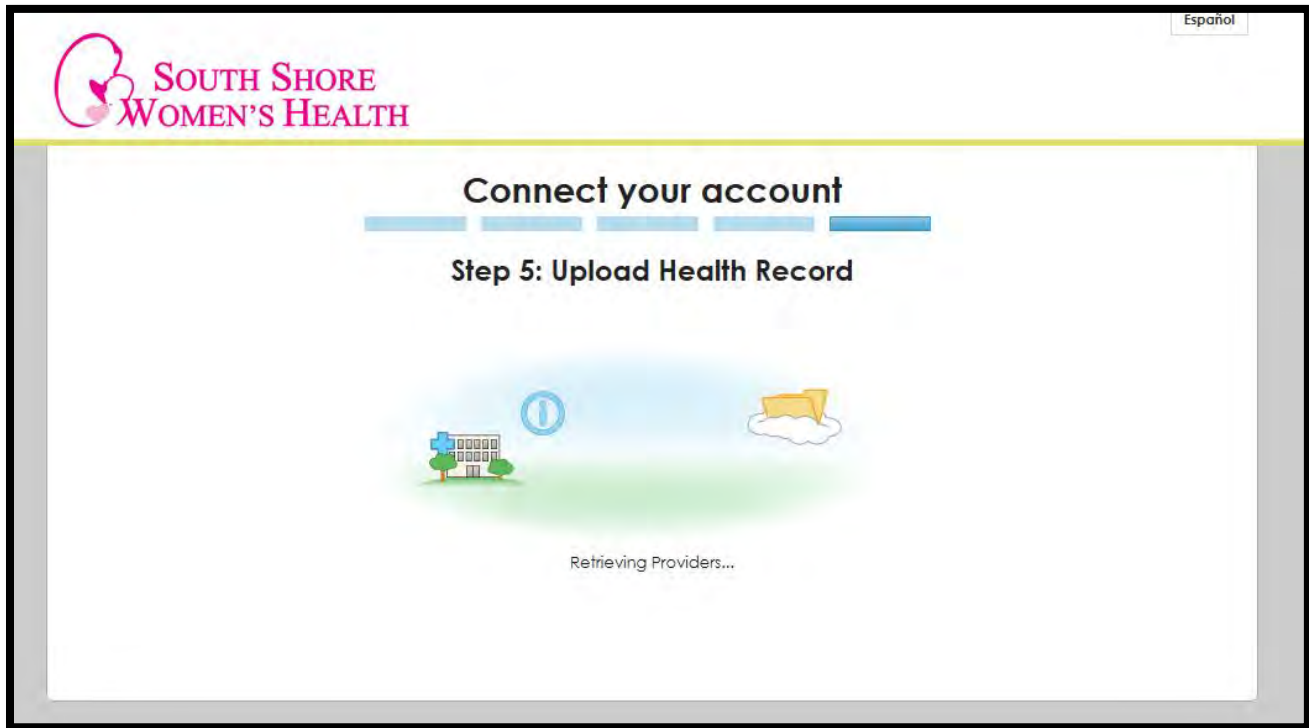 Español
SOUTH SHORE
WOMEN'S HEALTH
Connect your account
Step 5: Upload Health Record
Retrieving Providers...